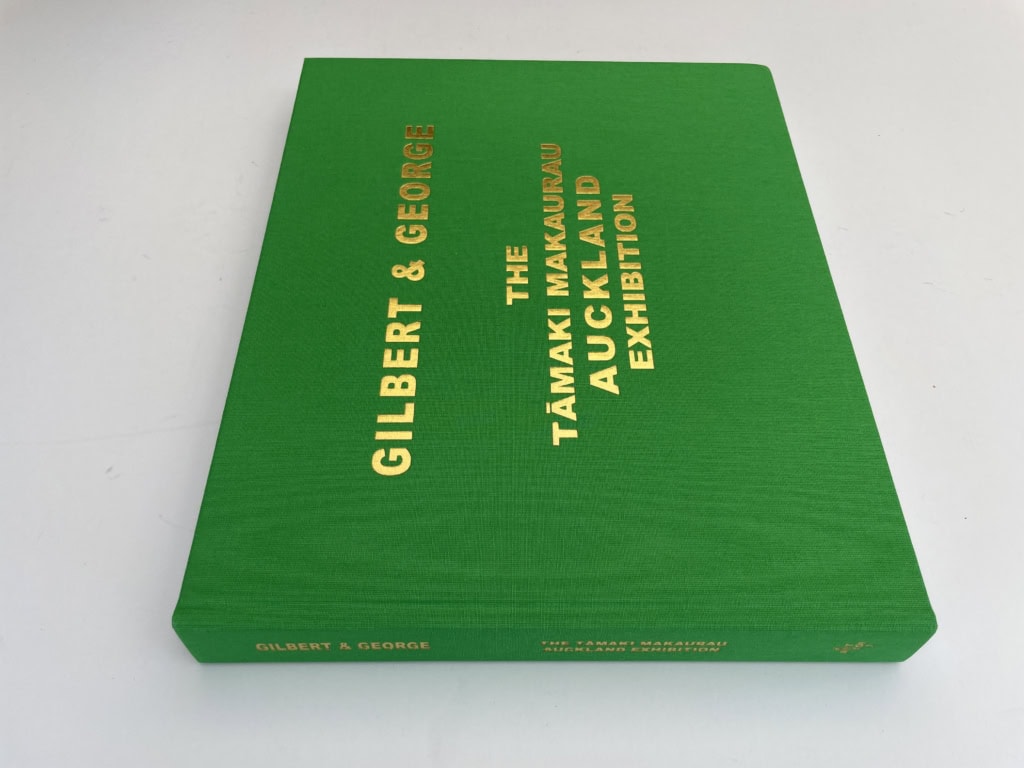 GILBERT & GEORGE
THE
TĀMAKI MAKAURAU
AUCKLAND
EXHIBITION
GILBERT & GEORGE
THE TĀMAKI MAKAURAU
AUCKLAND EXHIBITION